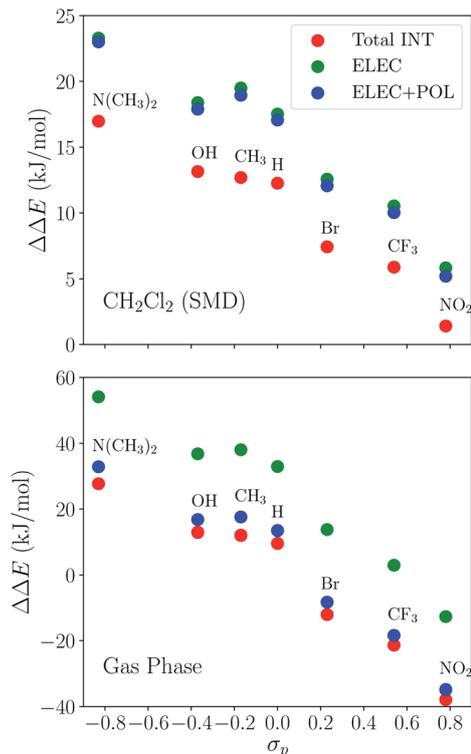 25
20
15
10
5
0
ΔΔE (kJ/mol)
Total INT
ELEC
ELEC+POL
N(CH₃)₂
OH
CH₃
H
Br
CF₃
NO₂
CH₂Cl₂ (SMD)
60
40
20
0
−20
−40
ΔΔE (kJ/mol)
N(CH₃)₂
OH
CH₃
H
Br
CF₃
NO₂
Gas Phase
−0.8 −0.6 −0.4 −0.2 0.0 0.2 0.4 0.6 0.8
σₚ